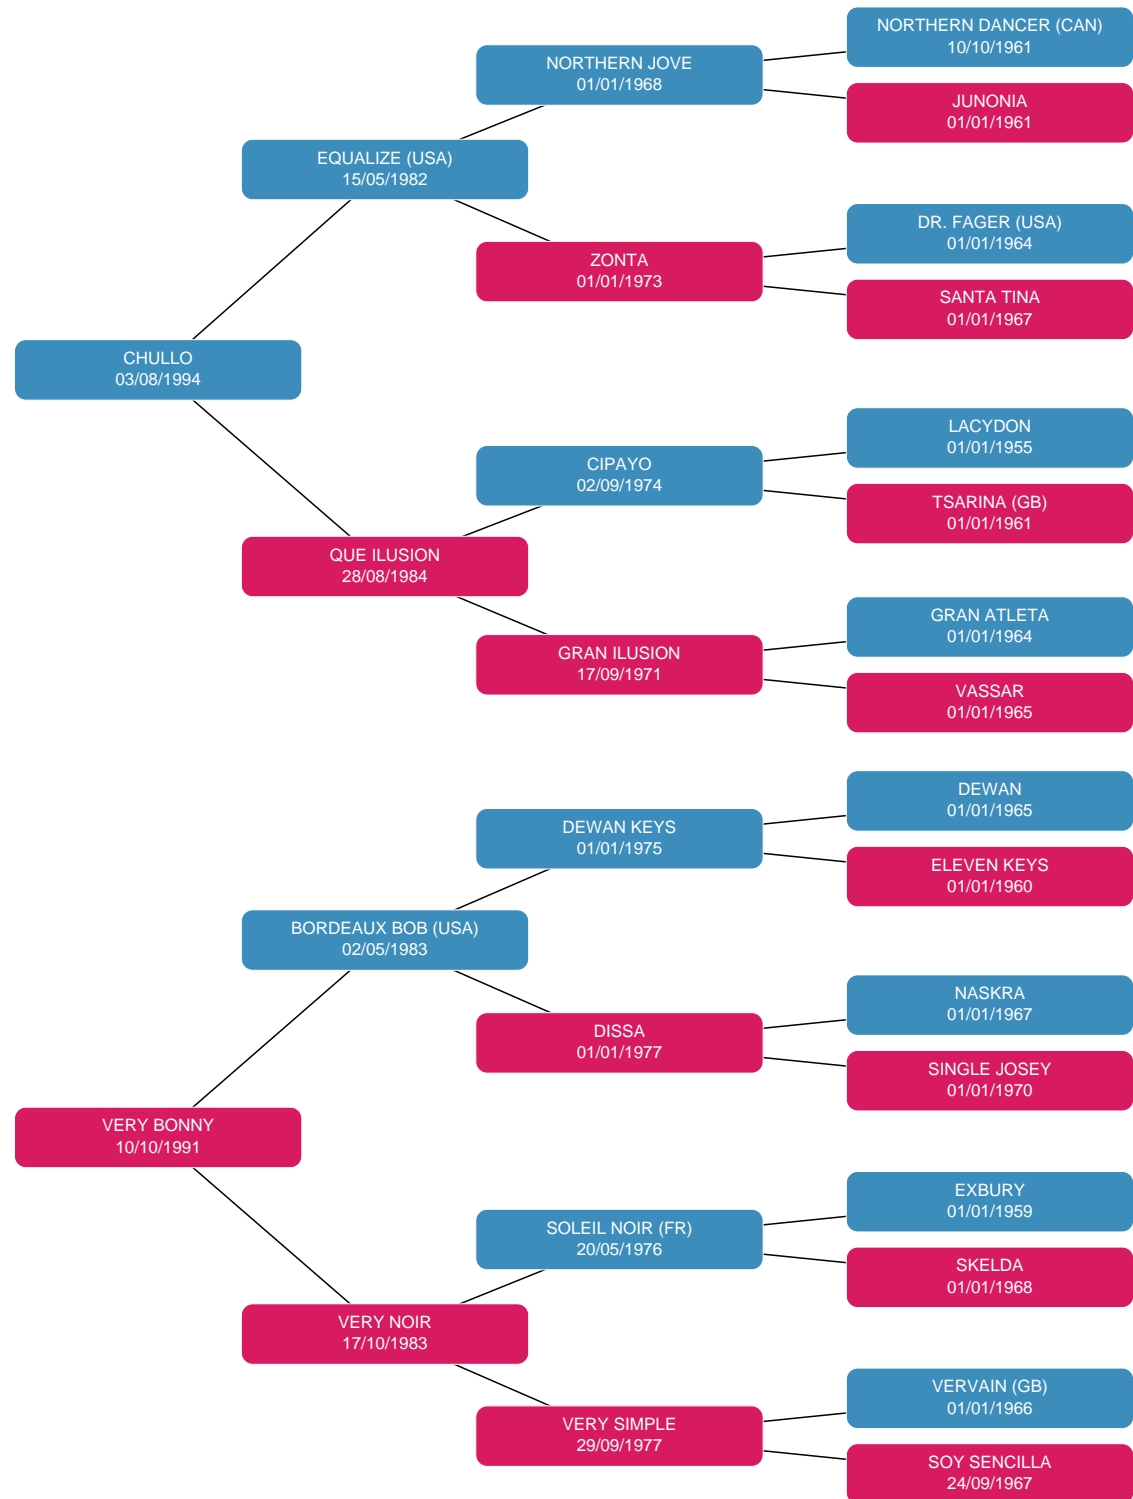 NORTHERN DANCER (CAN)
10/10/1961
NORTHERN JOVE
01/01/1968
JUNONIA
01/01/1961
EQUALIZE (USA)
15/05/1982
DR. FAGER (USA)
01/01/1964
ZONTA
01/01/1973
SANTA TINA
01/01/1967
CHULLO
03/08/1994
LACYDON
01/01/1955
CIPAYO
02/09/1974
TSARINA (GB)
01/01/1961
QUE ILUSION
28/08/1984
GRAN ATLETA
01/01/1964
GRAN ILUSION
17/09/1971
VASSAR
01/01/1965
DEWAN
01/01/1965
DEWAN KEYS
01/01/1975
ELEVEN KEYS
01/01/1960
BORDEAUX BOB (USA)
02/05/1983
NASKRA
01/01/1967
DISSA
01/01/1977
SINGLE JOSEY
01/01/1970
VERY BONNY
10/10/1991
EXBURY
01/01/1959
SOLEIL NOIR (FR)
20/05/1976
SKELDA
01/01/1968
VERY NOIR
17/10/1983
VERVAIN (GB)
01/01/1966
VERY SIMPLE
29/09/1977
SOY SENCILLA
24/09/1967